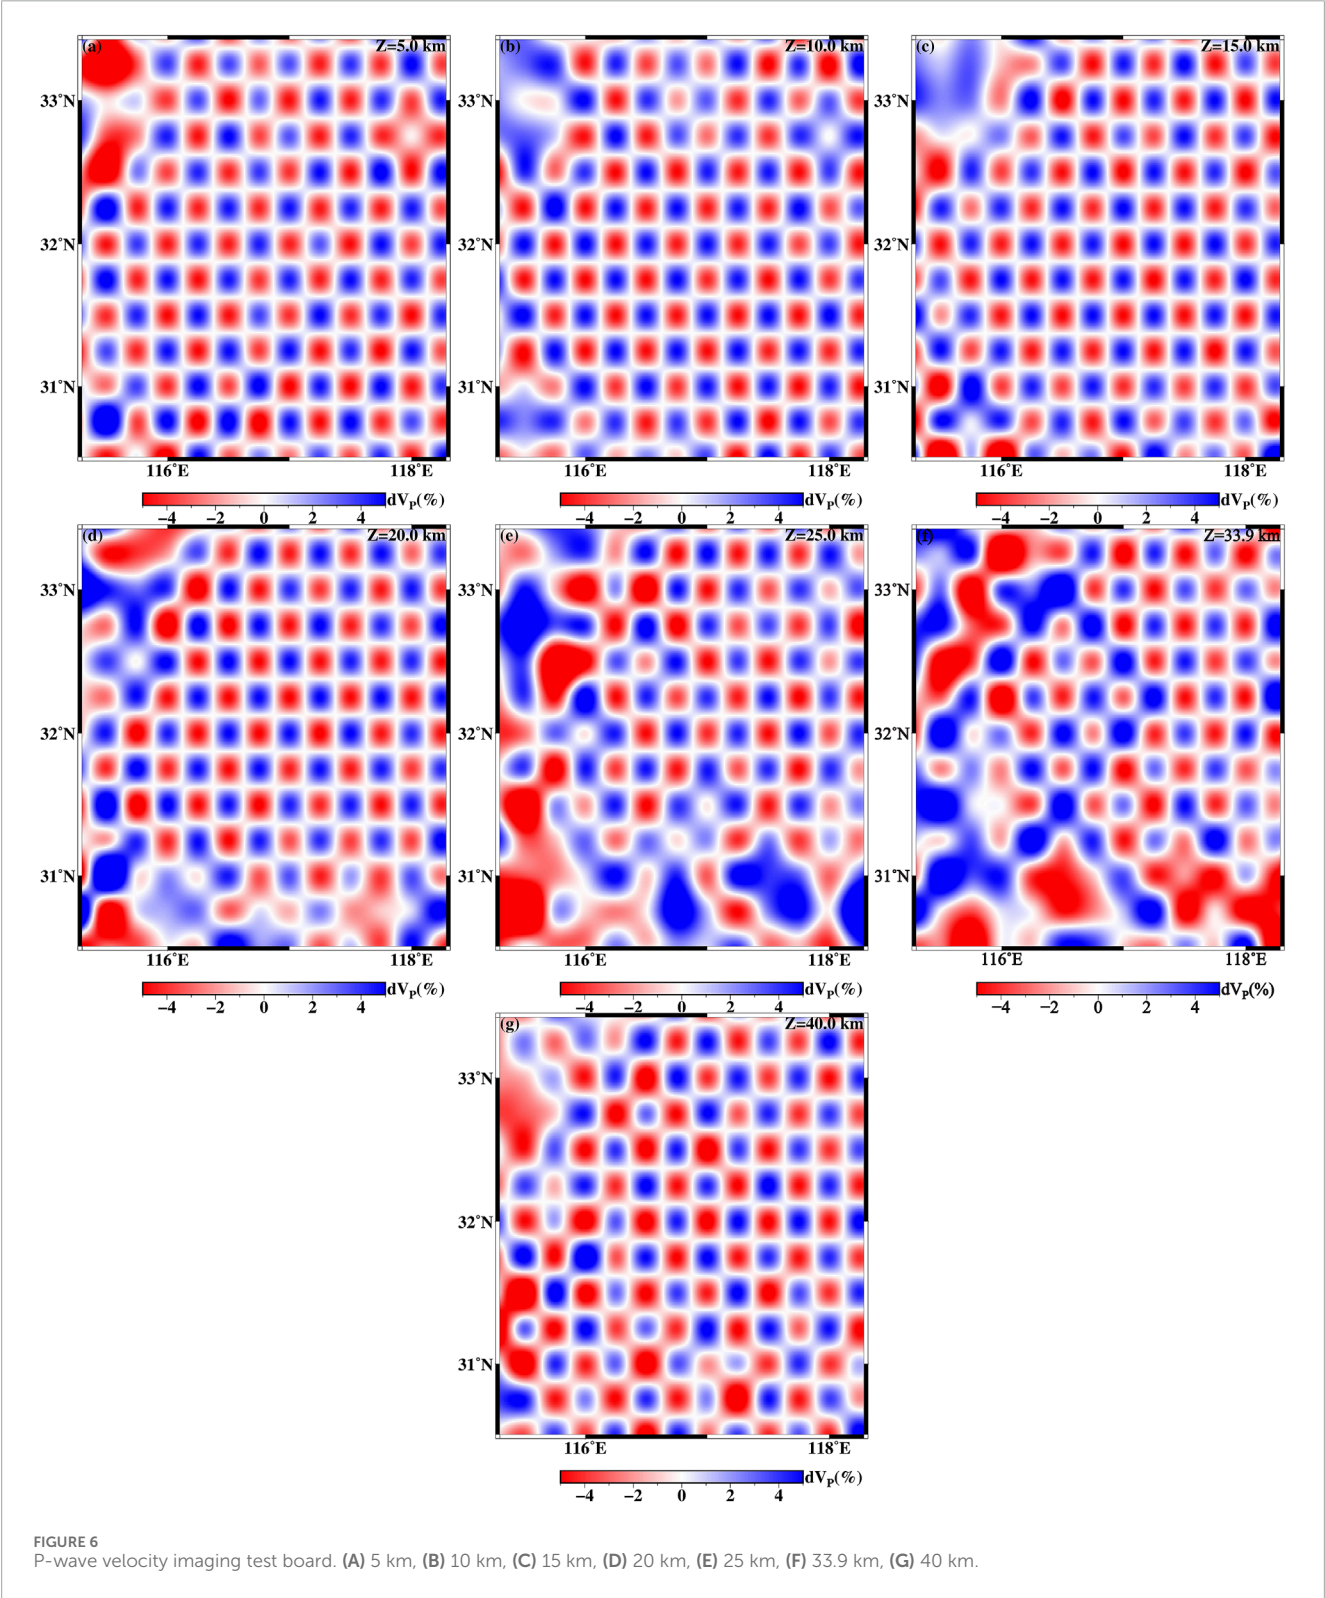 (a) Z=5.0 km (b) Z=10.0 km (c) Z=15.0 km
33°N 33°N 33°N
32°N 32°N 32°N
31°N 31°N 31°N
116°E 118°E 116°E 118°E 116°E 118°E
dVP(%) dVP(%) dVP(%)
−4 −2 0 2 4 −4 −2 0 2 4 −4 −2 0 2 4
(d) Z=20.0 km (e) Z=25.0 km (f) Z=33.9 km
33°N 33°N 33°N
32°N 32°N 32°N
31°N 31°N 31°N
116°E 118°E 116°E 118°E 116°E 118°E
dVP(%) dVP(%) dVP(%)
−4 −2 0 2 4 −4 −2 0 2 4 −4 −2 0 2 4
(g) Z=40.0 km
33°N
32°N
31°N
116°E 118°E
dVP(%)
−4 −2 0 2 4
FIGURE 6
P-wave velocity imaging test board. (A) 5 km, (B) 10 km, (C) 15 km, (D) 20 km, (E) 25 km, (F) 33.9 km, (G) 40 km.